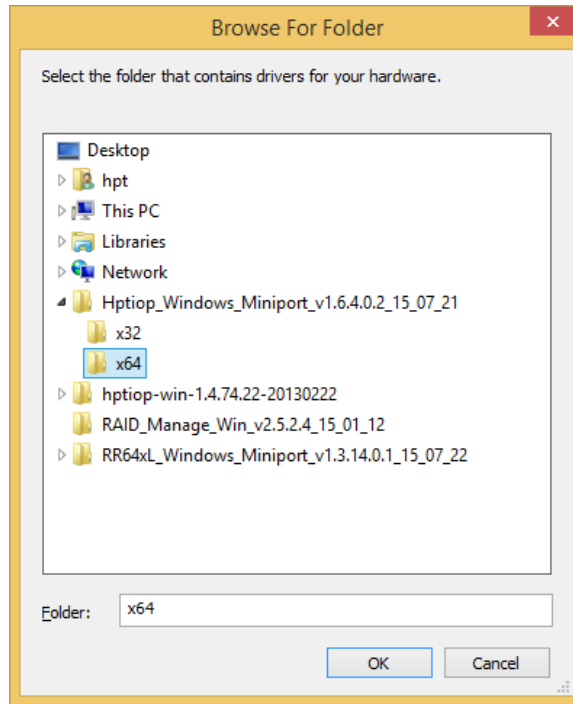 Browse For Folder
Select the folder that contains drivers for your hardware.
Desktop
hpt
This PC
Libraries
Network
Hptiop_Windows_Miniport_v1.6.4.0.2_15_07_21
x32
x64
hptiop-win-1.4.74.22-20130222
RAID_Manage_Win_v2.5.2.4_15_01_12
RR64xL_Windows_Miniport_v1.3.14.0.1_15_07_22
Folder: x64
OK Cancel